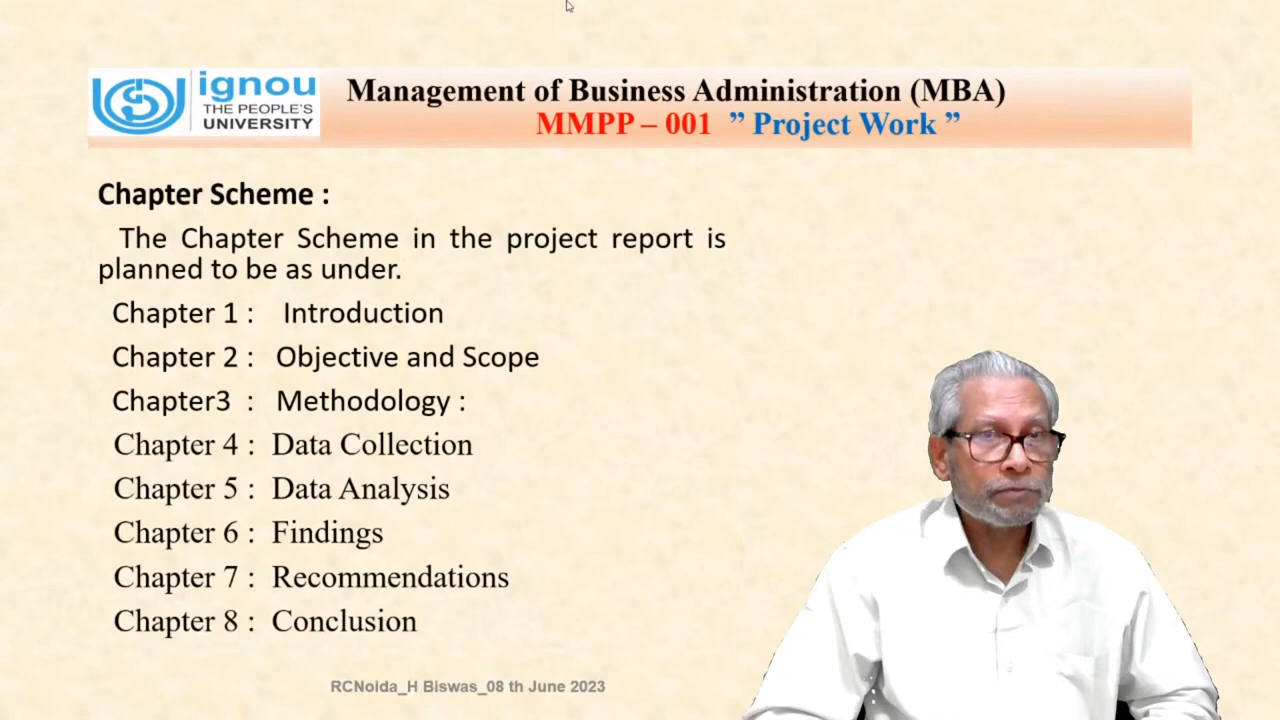 ignou
THE PEOPLE'S
UNIVERSITY
Management of Business Administration (MBA)
MMPP – 001 ” Project Work ”
Chapter Scheme :
The Chapter Scheme in the project report is
planned to be as under.
Chapter 1 : Introduction
Chapter 2 : Objective and Scope
Chapter3 : Methodology :
Chapter 4 : Data Collection
Chapter 5 : Data Analysis
Chapter 6 : Findings
Chapter 7 : Recommendations
Chapter 8 : Conclusion
RCNoida_H Biswas_08 th June 2023